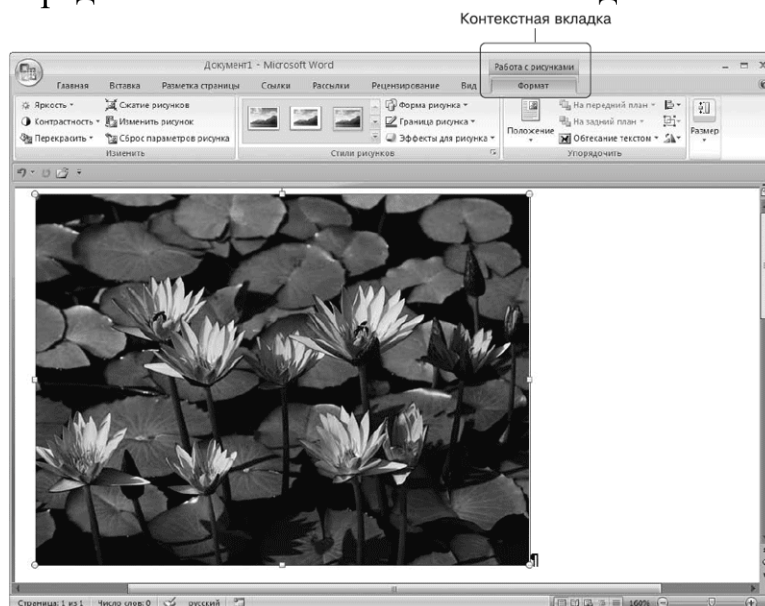 Контекстная вкладка
Документ1 - Microsoft Word
Работа с рисунками
Главная Вставка Разметка страницы Ссылки Рассылки Рецензирование Вид Формат
Яркость Сжатие рисунков Форма рисунка На передний план
Контрастность Изменить рисунок Граница рисунка Положение На задний план Размер
Перекрасить Сброс параметров рисунка Эффекты для рисунка Обтекание текстом
Изменить Стили рисунков Упорядочить
¶
Страница: 1 из 1 Число слов: 0 русский 160%